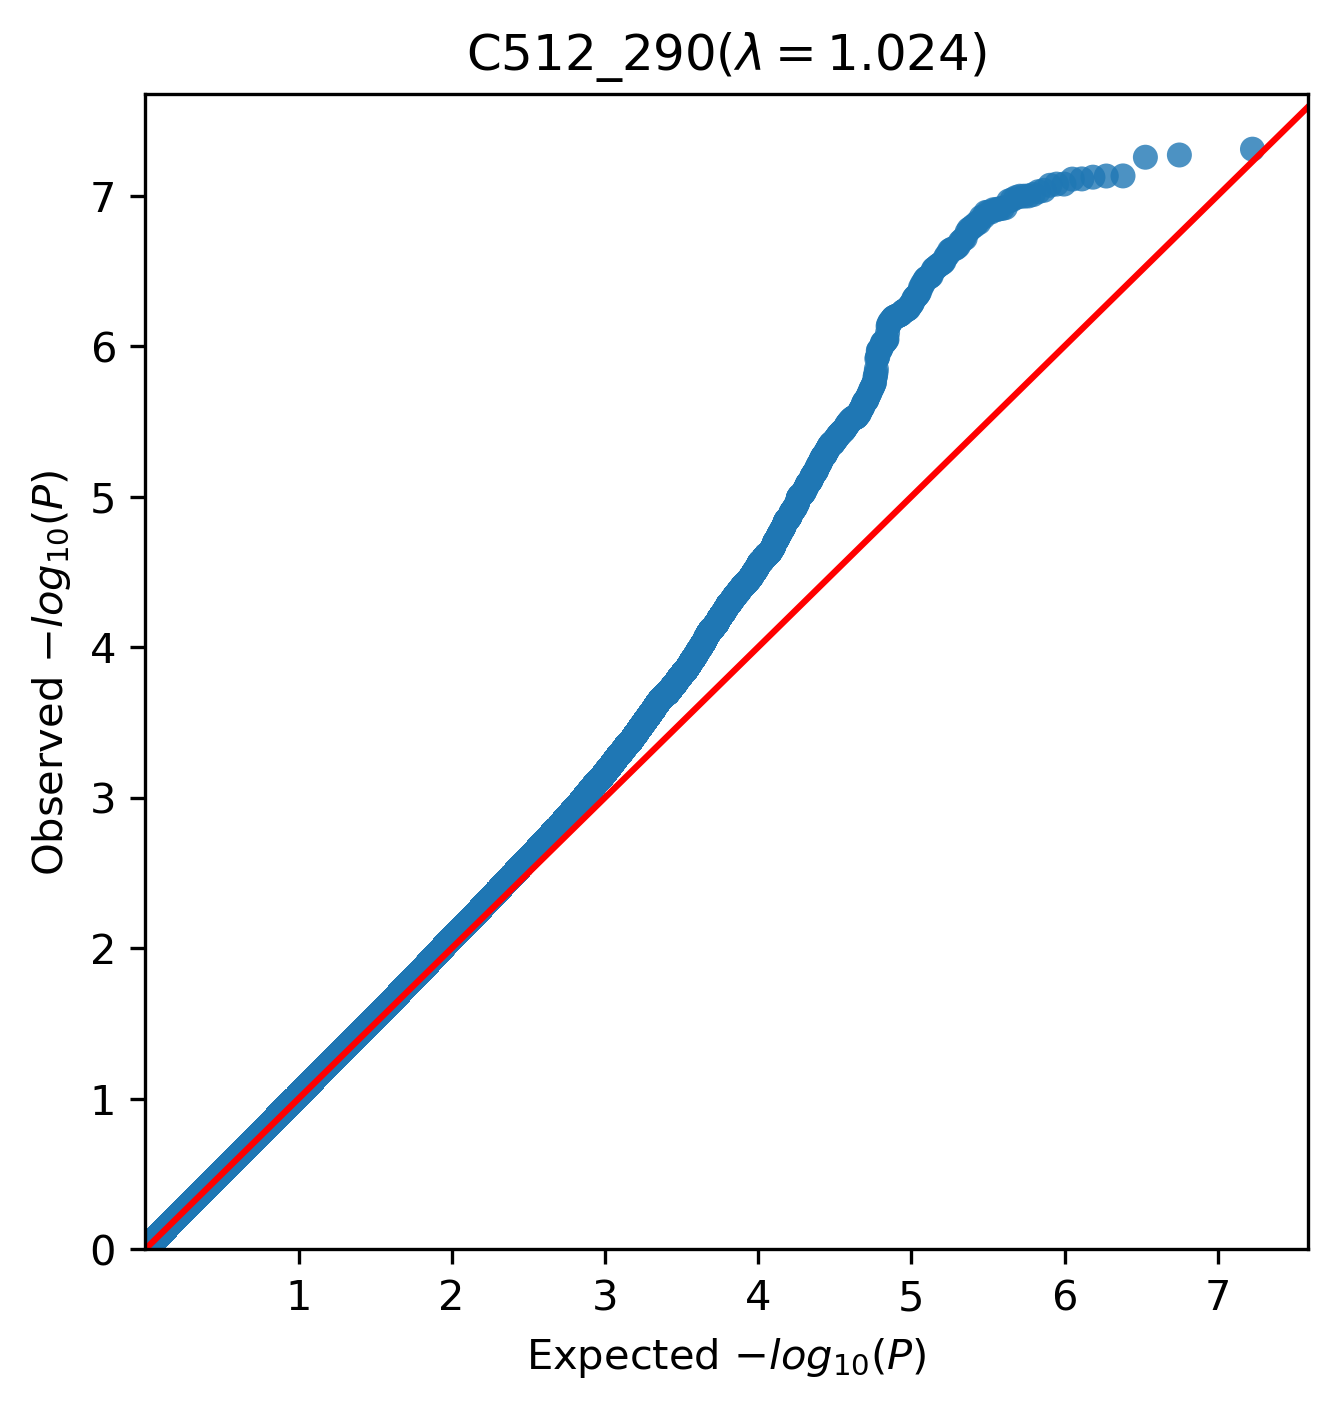 C512_290(λ = 1.024)
Observed −log₁₀(P)
7
6
5
4
3
2
1
0
1 2 3 4 5 6 7
Expected −log₁₀(P)